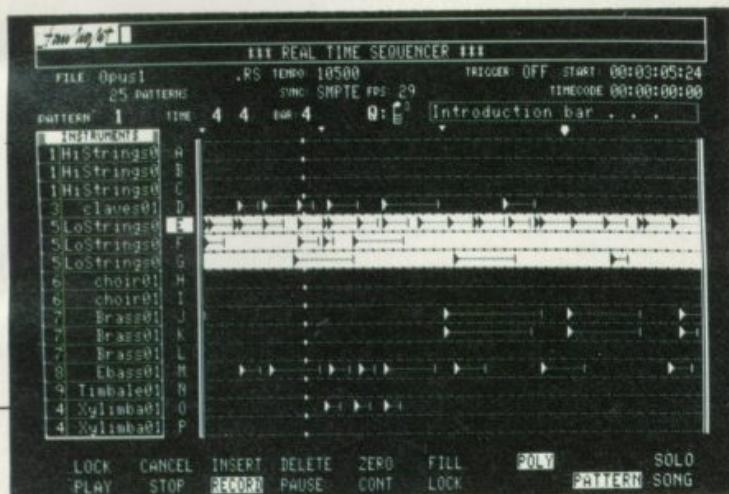 fairlight
*** REAL TIME SEQUENCER ***
FILE Opus1 .RS TEMPO 10500 TRIGGER OFF START 00:03:05:24
25 PATTERNS SYNC SMPTE FPS 29 TIMECODE 00:00:00:00
PATTERN 1 TIME 4 4 BAR 4 Q: Introduction bar . . .
INSTRUMENTS
1 HiStrings0 A
1 HiStrings0 B
1 HiStrings0 C
3 claves01 D
5 LoStrings0 E
5 LoStrings0 F
5 LoStrings0 G
6 choir01 H
6 choir01 I
7 Brass01 J
7 Brass01 K
7 Brass01 L
8 Ebass01 M
9 Timbale01 N
4 Xylimba01 O
4 Xylimba01 P
LOCK CANCEL INSERT DELETE ZERO FILL POLY SOLO
PLAY STOP RECORD PAUSE CONT LOCK PATTERN SONG